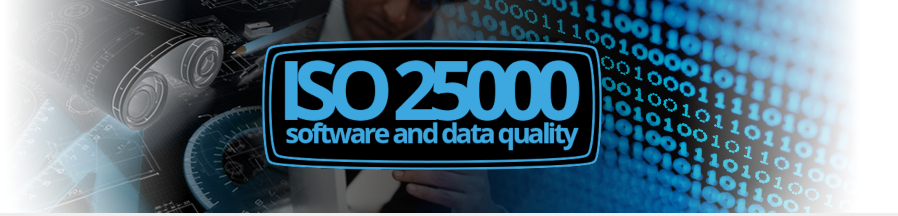 ISO 25000
software and data quality